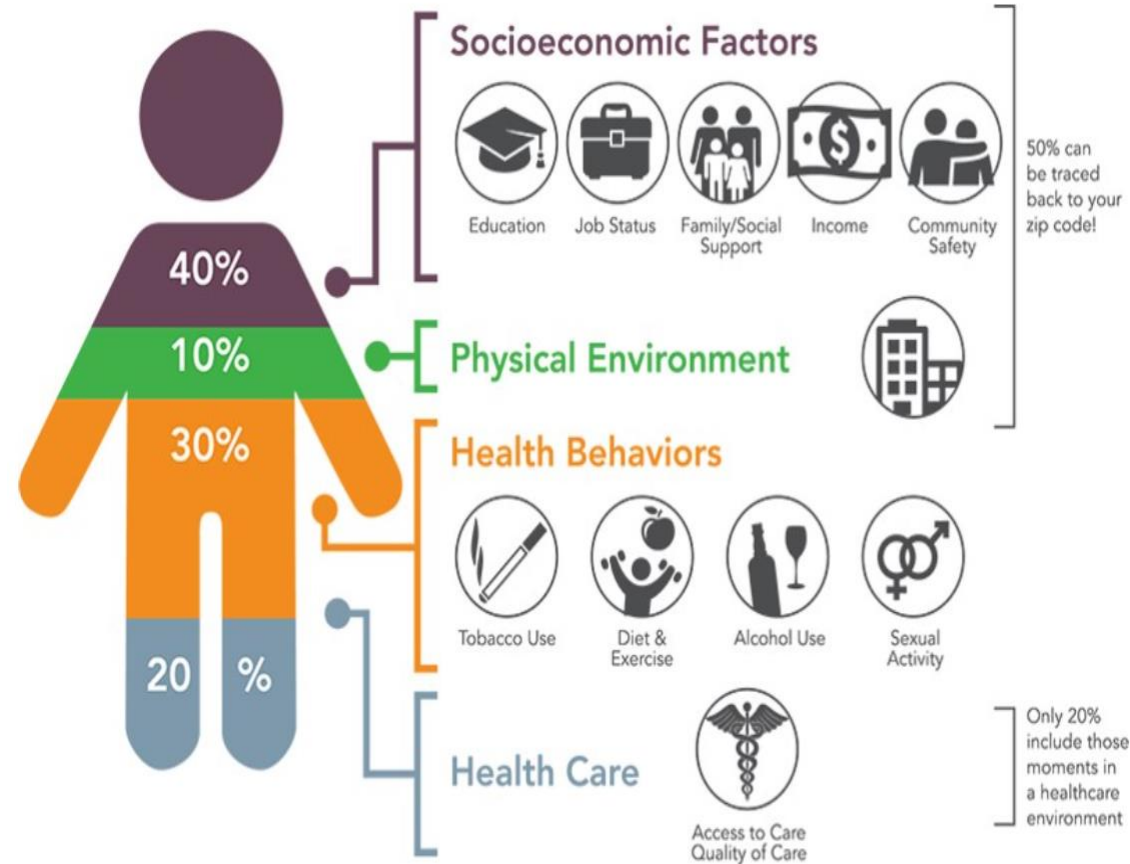 Socioeconomic Factors
Education
Job Status
Family/Social
Support
Income
Community
Safety
50% can
be traced
back to your
zip code!
40%
10%
Physical Environment
30%
Health Behaviors
Tobacco Use
Diet &
Exercise
Alcohol Use
Sexual
Activity
20 %
Health Care
Access to Care
Quality of Care
Only 20%
include those
moments in
a healthcare
environment